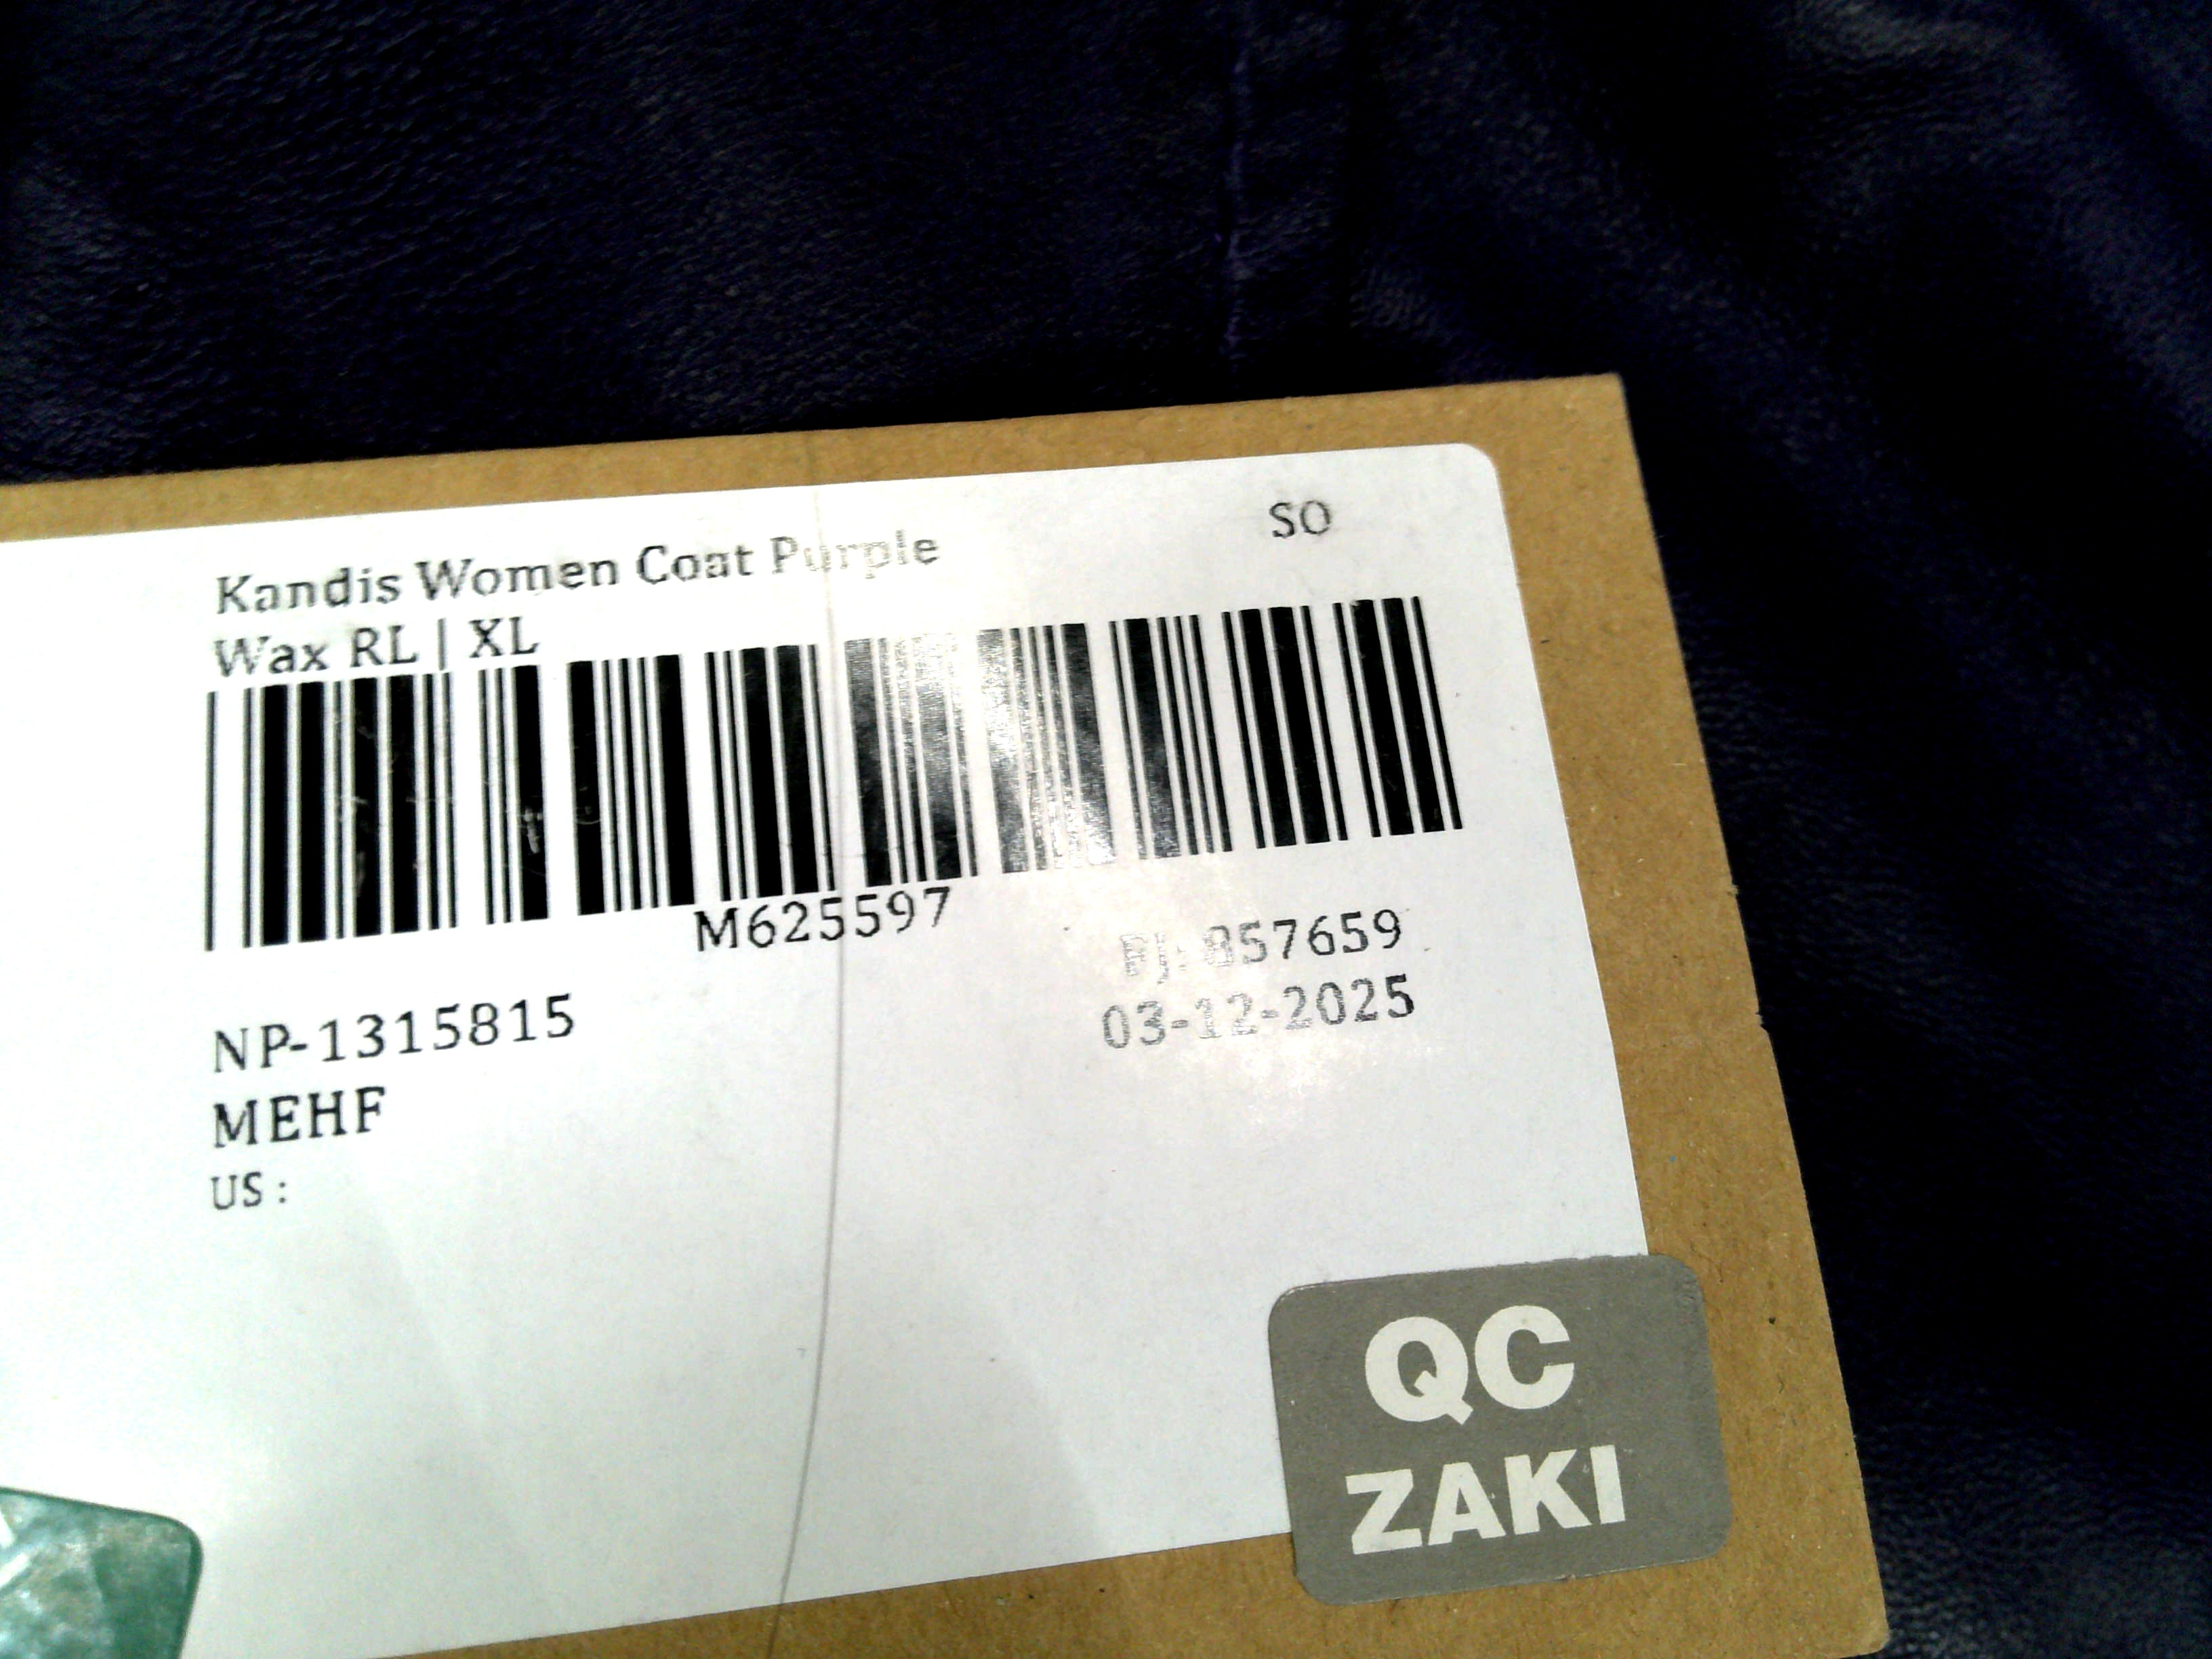 SO
Kandis Women Coat Purple
Wax RL | XL
M625597
PJ: 857659
03-12-2025
NP-1315815
MEHF
US :
QC
ZAKI